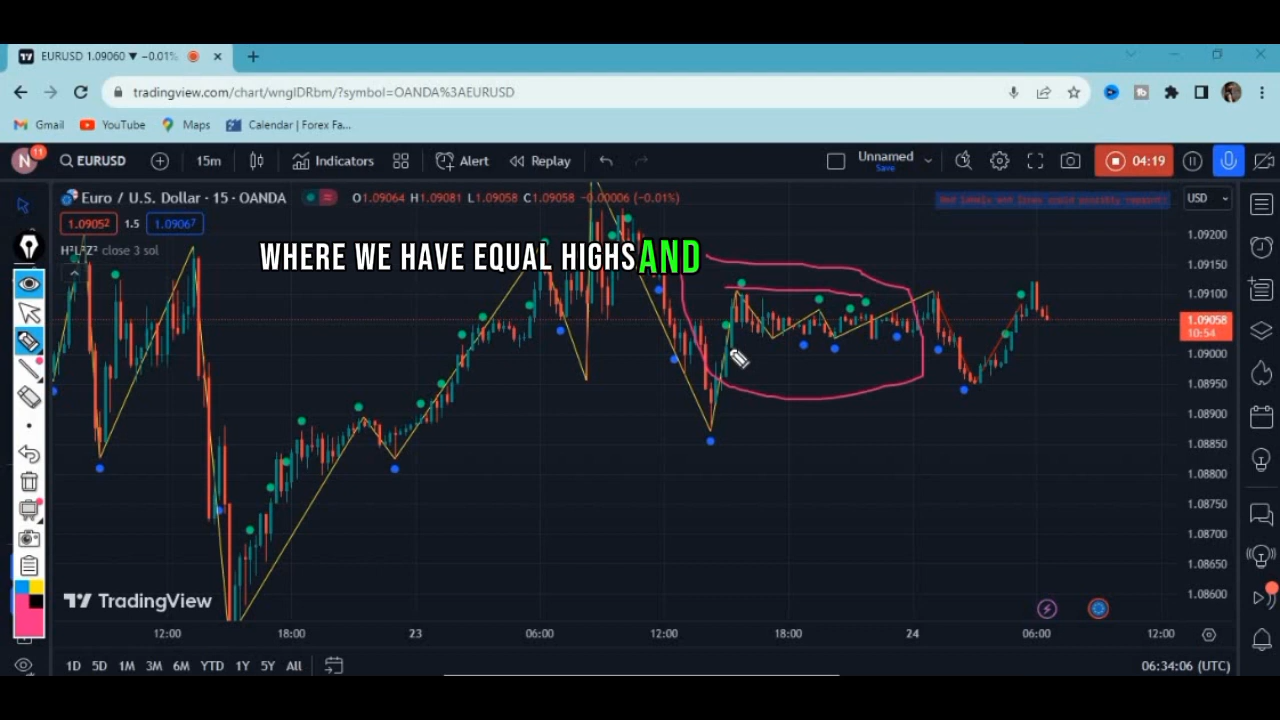 EURUSD 1.09060 ▼ −0.01%
tradingview.com/chart/wngIDRbm/?symbol=OANDA%3AEURUSD
Gmail YouTube Maps Calendar | Forex Fa...
N 11 EURUSD 15m Indicators Alert Replay Unnamed Save 04:19
Euro / U.S. Dollar · 15 · OANDA O1.09064 H1.09081 L1.09058 C1.09058 −0.00006 (−0.01%) USD
1.09052 1.5 1.09067
close 3 sol
WHERE WE HAVE EQUAL HIGHS AND
1.09200
1.09150
1.09100
1.09058
10:54
1.09000
1.08950
1.08900
1.08850
1.08800
1.08750
1.08700
1.08650
1.08600
TradingView
12:00 18:00 23 06:00 12:00 18:00 24 06:00 12:00
1D 5D 1M 3M 6M YTD 1Y 5Y All 06:34:06 (UTC)